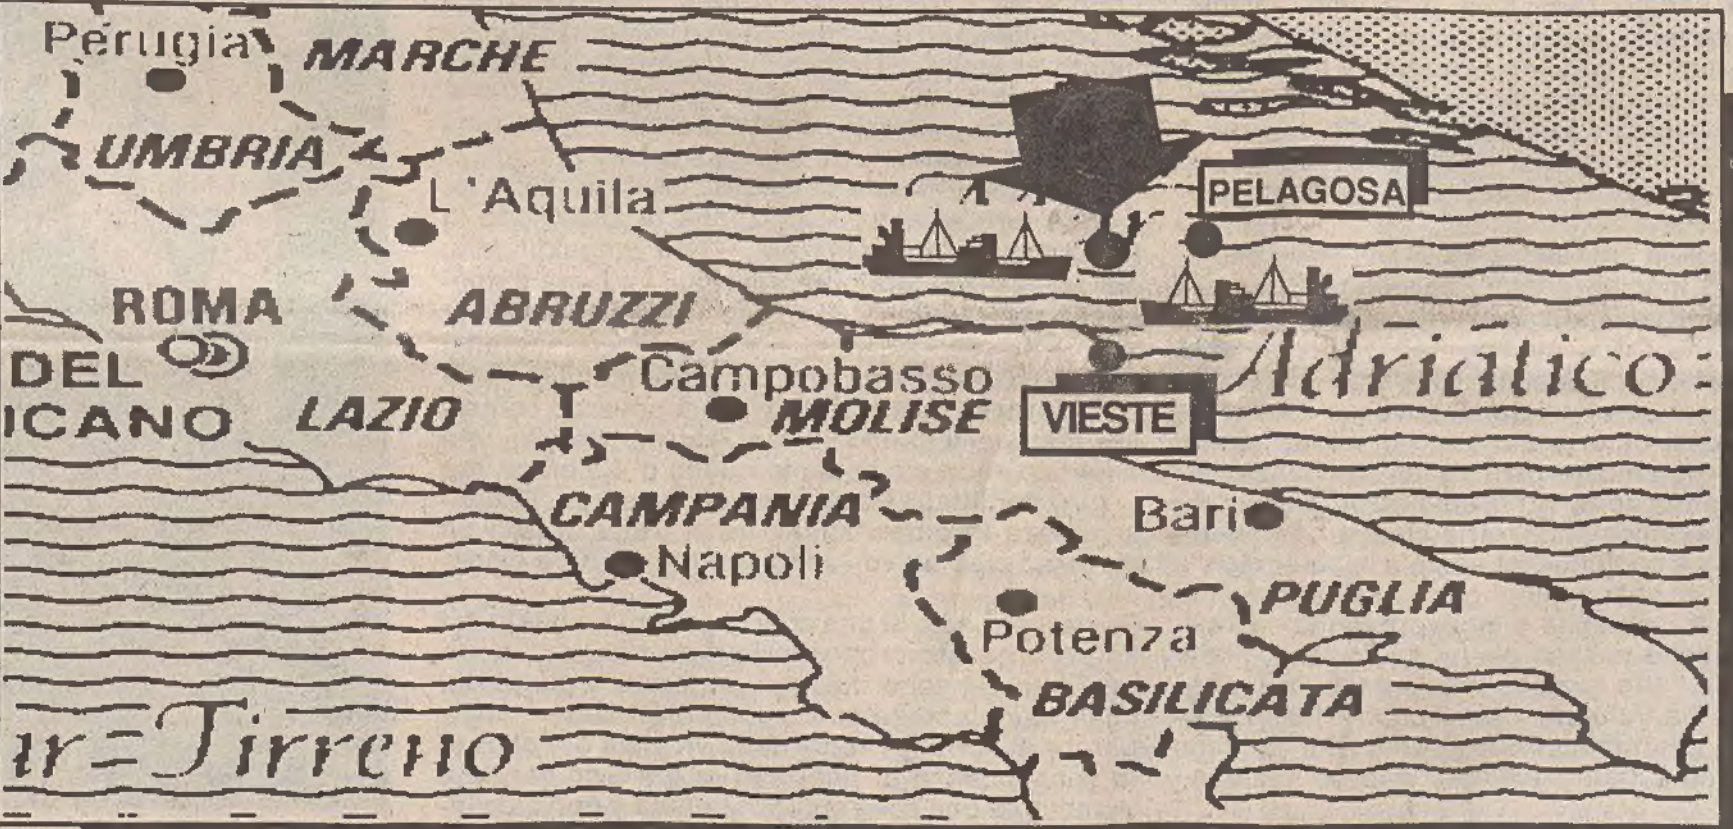 Perugia
MARCHE
UMBRIA
L'Aquila
PELAGOSA
ROMA
ABRUZZI
DEL
ICANO
LAZIO
Campobasso
MOLISE
VIESTE
Adriatico
CAMPANIA
Bari
Napoli
PUGLIA
Potenza
BASILICATA
ar Tirreno